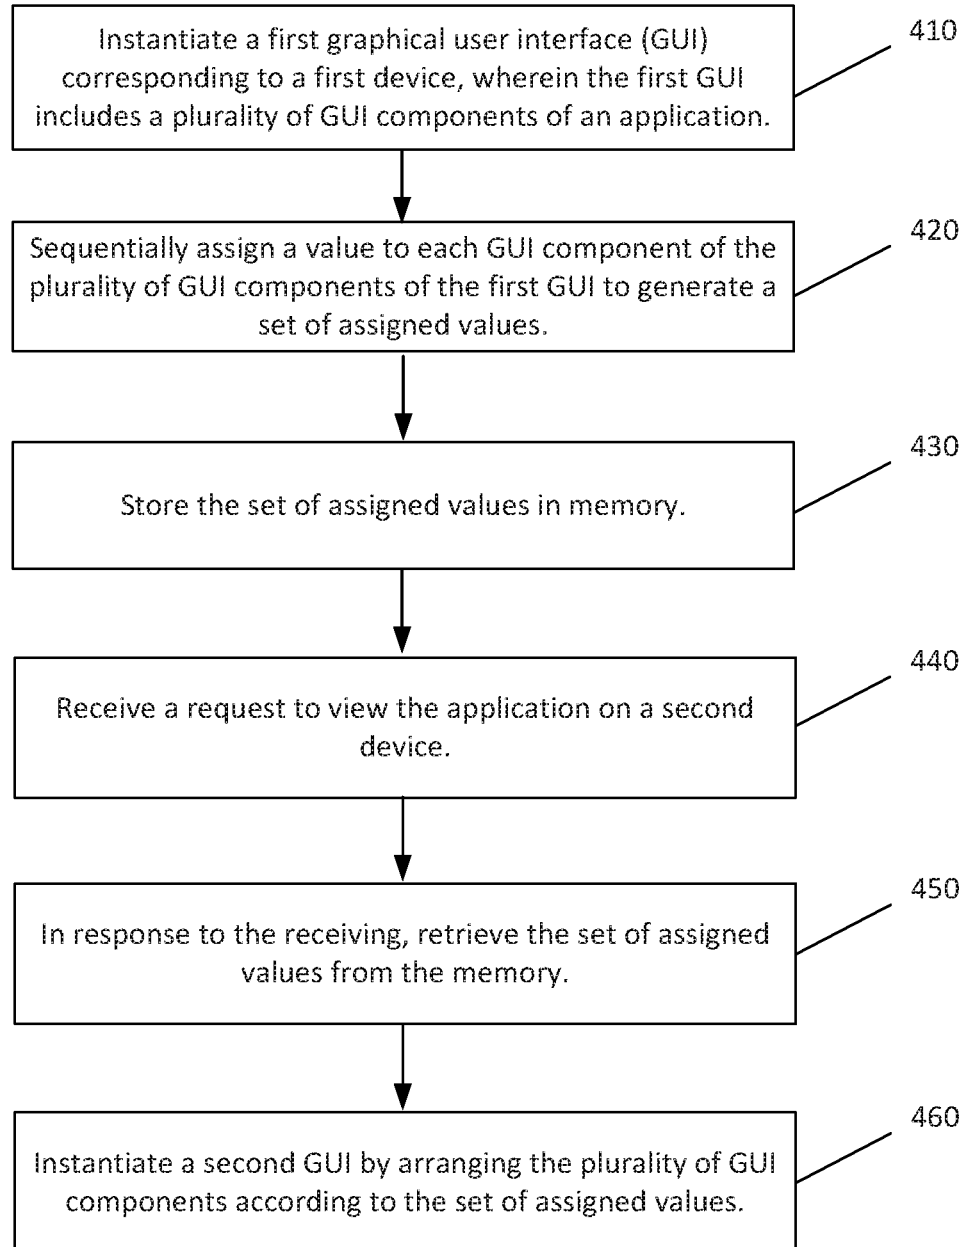 Instantiate a first graphical user interface (GUI)
corresponding to a first device, wherein the first GUI
includes a plurality of GUI components of an application.
410
Sequentially assign a value to each GUI component of the
plurality of GUI components of the first GUI to generate a
set of assigned values.
420
Store the set of assigned values in memory.
430
Receive a request to view the application on a second
device.
440
In response to the receiving, retrieve the set of assigned
values from the memory.
450
Instantiate a second GUI by arranging the plurality of GUI
components according to the set of assigned values.
460